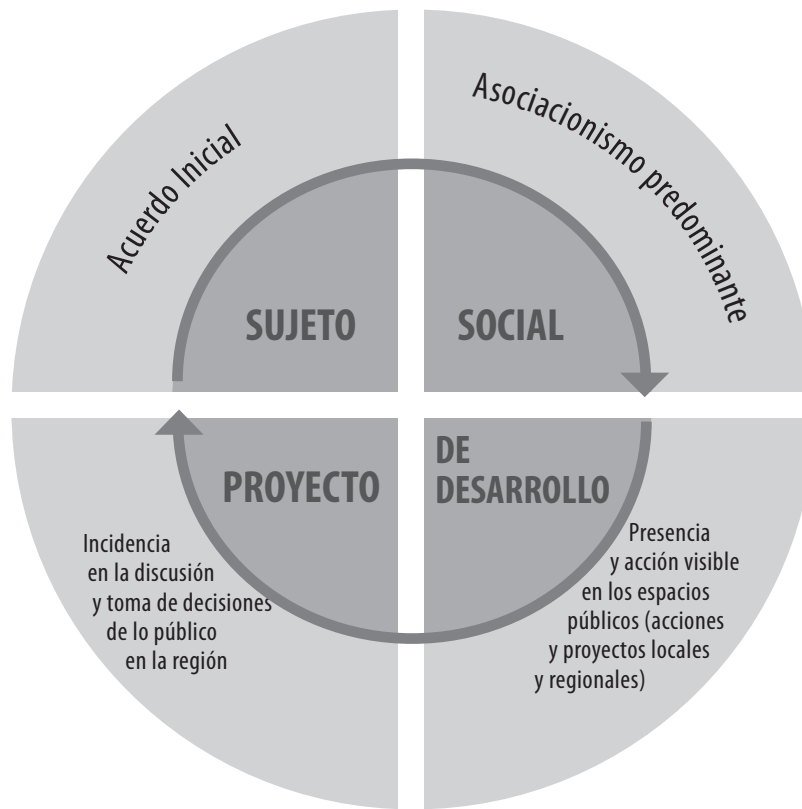 Acuerdo Inicial
Asociacionismo predominante
SUJETO
SOCIAL
PROYECTO
DE
DESARROLLO
Incidencia
en la discusión
y toma de decisiones
de lo público
en la región
Presencia
y acción visible
en los espacios
públicos (acciones
y proyectos locales
y regionales)